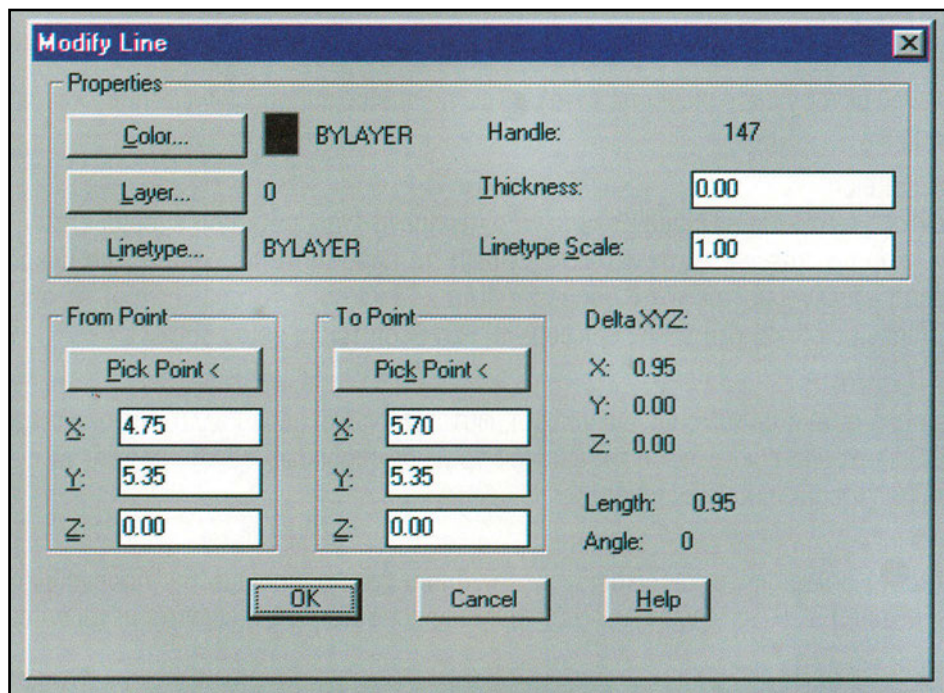 Modify Line
Properties
Color... BYLAYER Handle: 147
Layer... 0 Thickness: 0.00
Linetype... BYLAYER Linetype Scale: 1.00
From Point
Pick Point <
X: 4.75
Y: 5.35
Z: 0.00
To Point
Pick Point <
X: 5.70
Y: 5.35
Z: 0.00
Delta XYZ:
X: 0.95
Y: 0.00
Z: 0.00
Length: 0.95
Angle: 0
OK Cancel Help